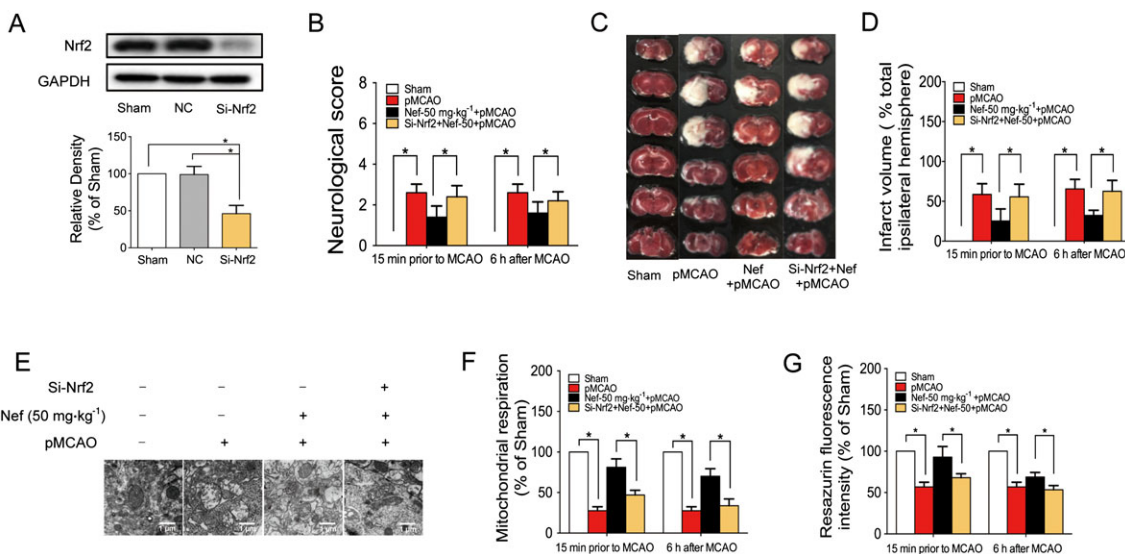 A
Nrf2
GAPDH
Sham NC Si-Nrf2
Relative Density
(% of Sham)
150
100
50
0
* 
*
Sham NC Si-Nrf2
B
Neurological score
8
6
4
2
0
Sham
pMCAO
Nef-50 mg·kg-1+pMCAO
Si-Nrf2+Nef-50+pMCAO
* * * *
15 min prior to MCAO 6 h after MCAO
C
Sham pMCAO Nef Si-Nrf2+Nef
+pMCAO +pMCAO
D
Infarct volume ( % total
ipsilateral hemisphere)
200
150
100
50
0
Sham
pMCAO
Nef-50 mg·kg-1+pMCAO
Si-Nrf2+Nef-50+pMCAO
* * * *
15 min prior to MCAO 6 h after MCAO
E
Si-Nrf2 – – – +
Nef (50 mg·kg-1) – – + +
pMCAO – + + +
1 μm 1 μm 1 μm 1 μm
F
Mitochondrial respiration
(% of Sham)
200
150
100
50
0
Sham
pMCAO
Nef-50 mg·kg-1+pMCAO
Si-Nrf2+Nef-50+pMCAO
* * * *
15 min prior to MCAO 6 h after MCAO
G
Resazurin fluorescence
intensity (% of Sham)
200
150
100
50
0
Sham
pMCAO
Nef-50 mg·kg-1+pMCAO
Si-Nrf2+Nef-50+pMCAO
* * * *
15 min prior to MCAO 6 h after MCAO